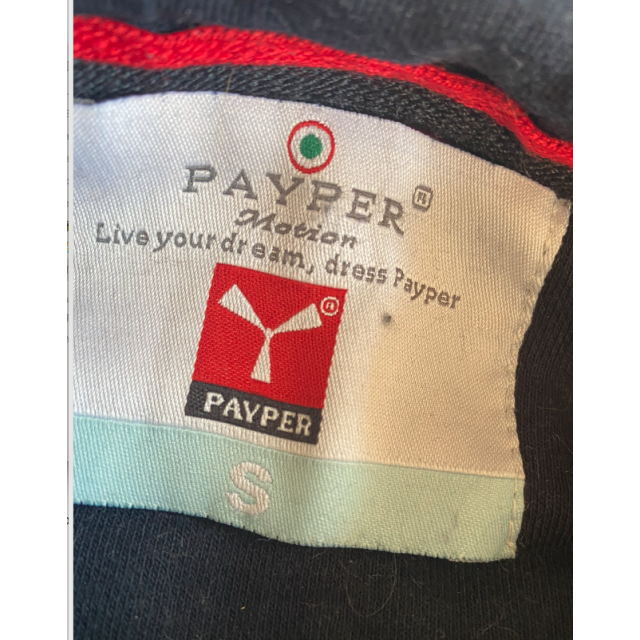 PAYPER®
Motion
Live your dream, dress Payper
®
PAYPER
S